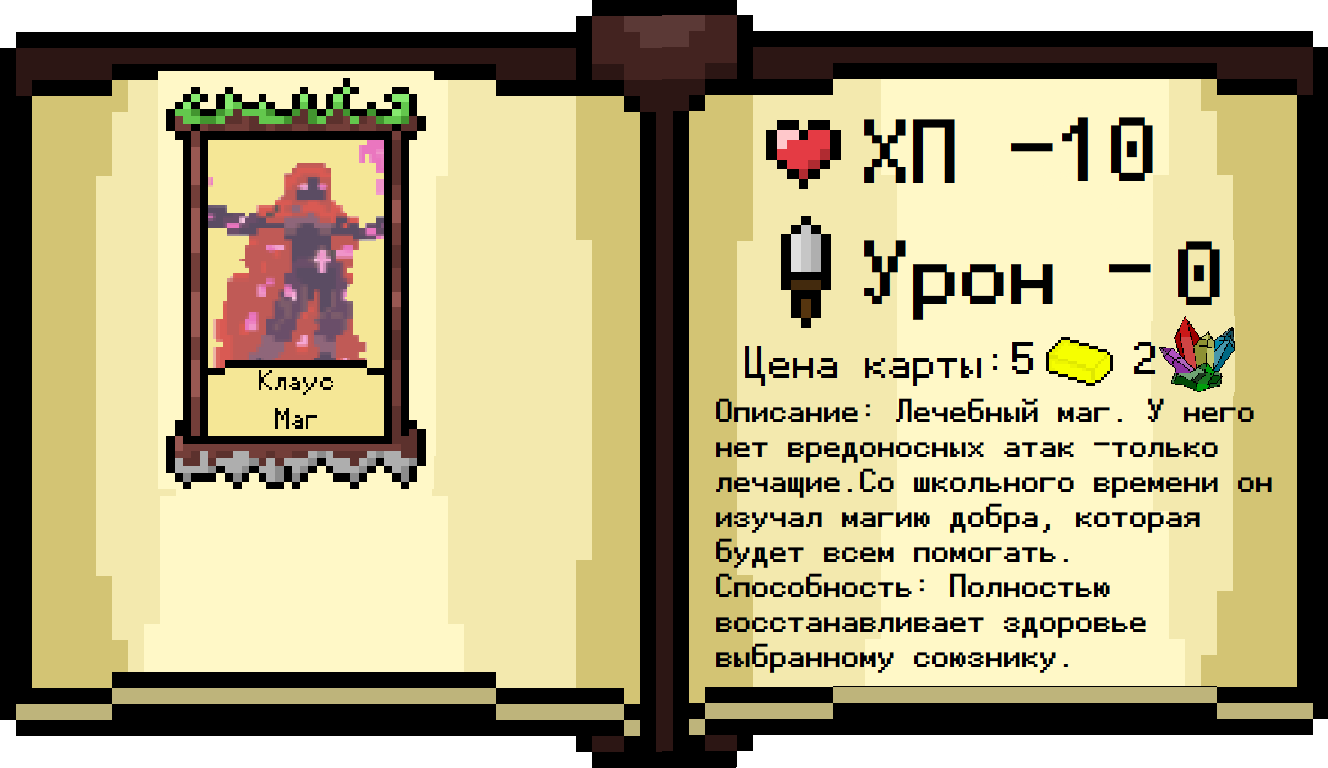 Клаус
Маг
ХП -10
Урон - 0
Цена карты: 5 2
Описание: Лечебный маг. У него
нет вредоносных атак -только
лечащие.Со школьного времени он
изучал магию добра, которая
будет всем помогать.
Способность: Полностью
восстанавливает здоровье
выбранному союзнику.